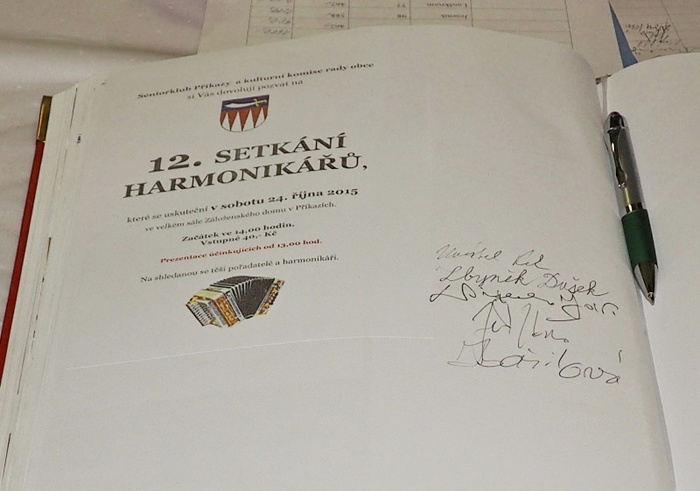 Seniorklub Příkazy a kulturní komise rady obce
si Vás dovolují pozvat na
12. SETKÁNÍ
HARMONIKÁŘŮ,
které se uskuteční v sobotu 24. října 2015
ve velkém sále Záloženského domu v Příkazích.
Začátek ve 14,00 hodin.
Vstupné 40,- Kč
Prezentace účinkujících od 13,00 hod.
Na shledanou se těší pořadatelé a harmonikáři.
Zbyněk Dušek